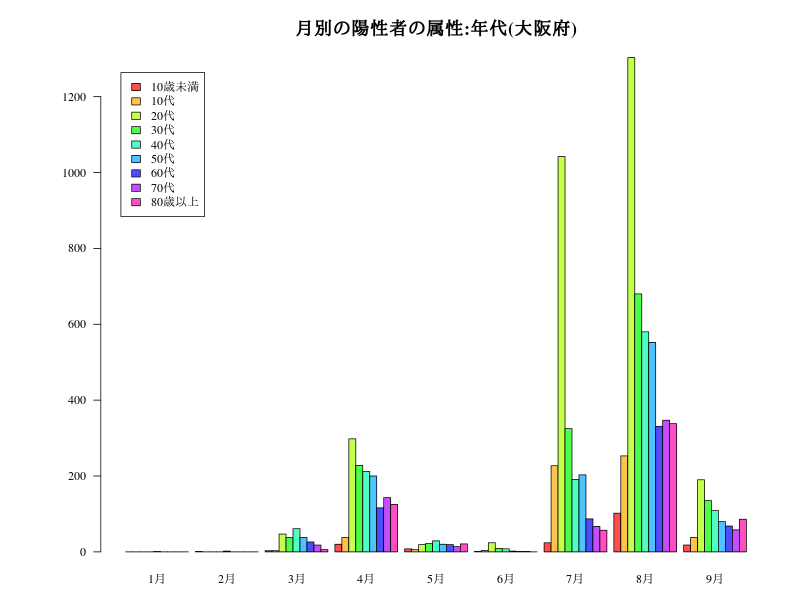 月別の陽性者の属性:年代(大阪府)
10歳未満
10代
20代
30代
40代
50代
60代
70代
80歳以上
1200
1000
800
600
400
200
0
1月 2月 3月 4月 5月 6月 7月 8月 9月